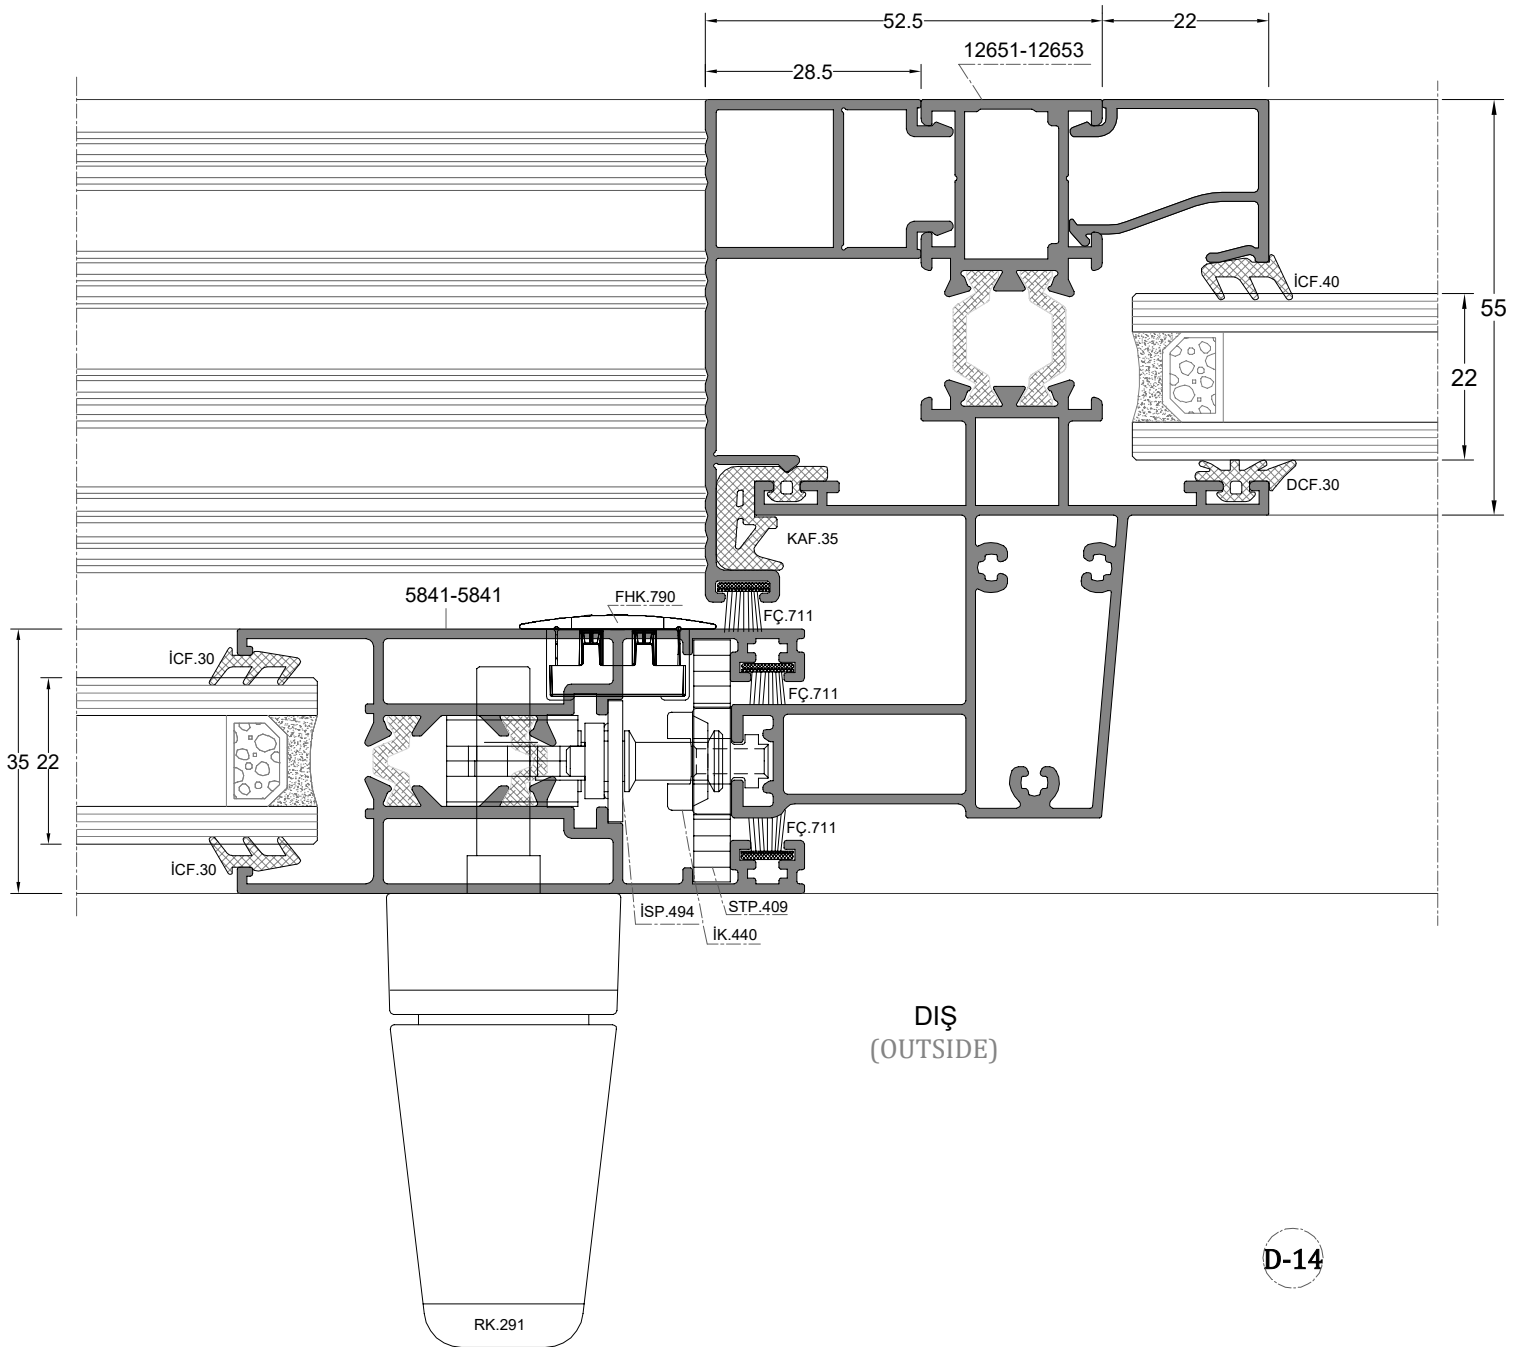 52.5
22
12651-12653
28.5
İCF.40
55
22
DCF.30
KAF.35
5841-5841
FHK.790
FÇ.711
İCF.30
FÇ.711
35
22
FÇ.711
İCF.30
İSP.494
STP.409
İK.440
DIŞ
(OUTSIDE)
D-14
RK.291